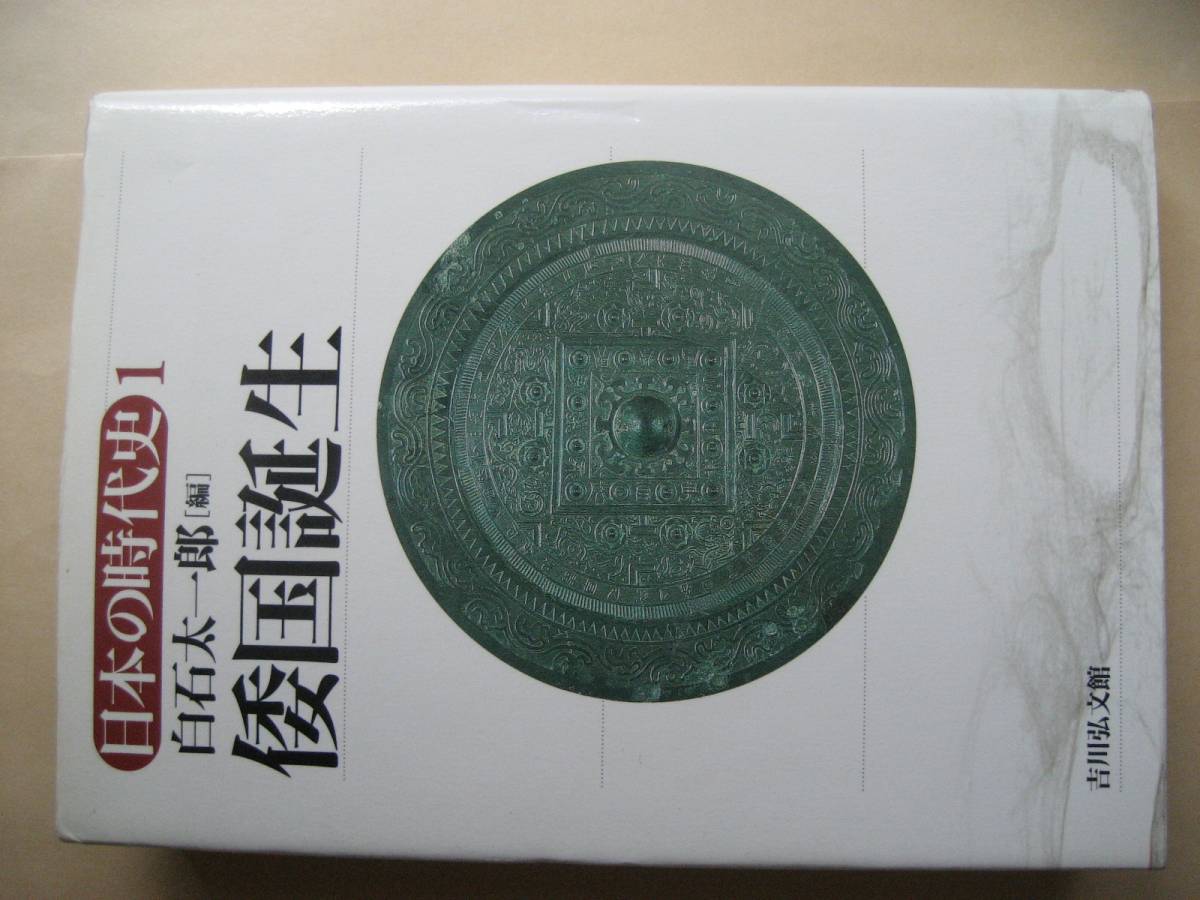 日本の時代史1
白石太一郎[編]
倭国誕生
吉川弘文館